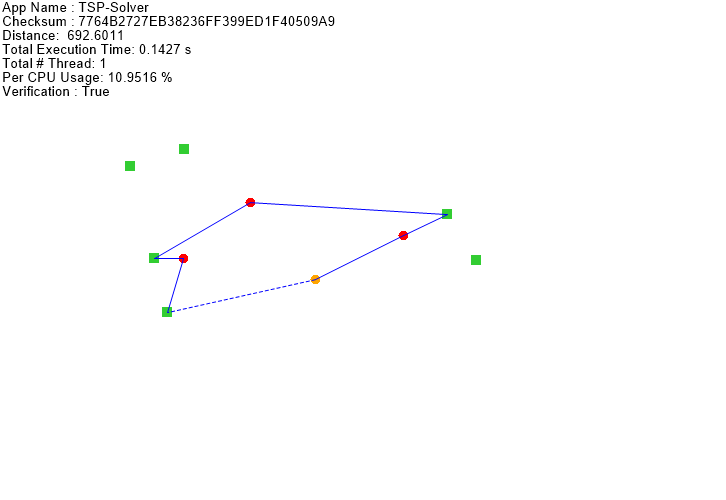 App Name : TSP-Solver
Checksum : 7764B2727EB38236FF399ED1F40509A9
Distance:  692.6011
Total Execution Time: 0.1427 s
Total # Thread: 1
Per CPU Usage: 10.9516 %
Verification : True